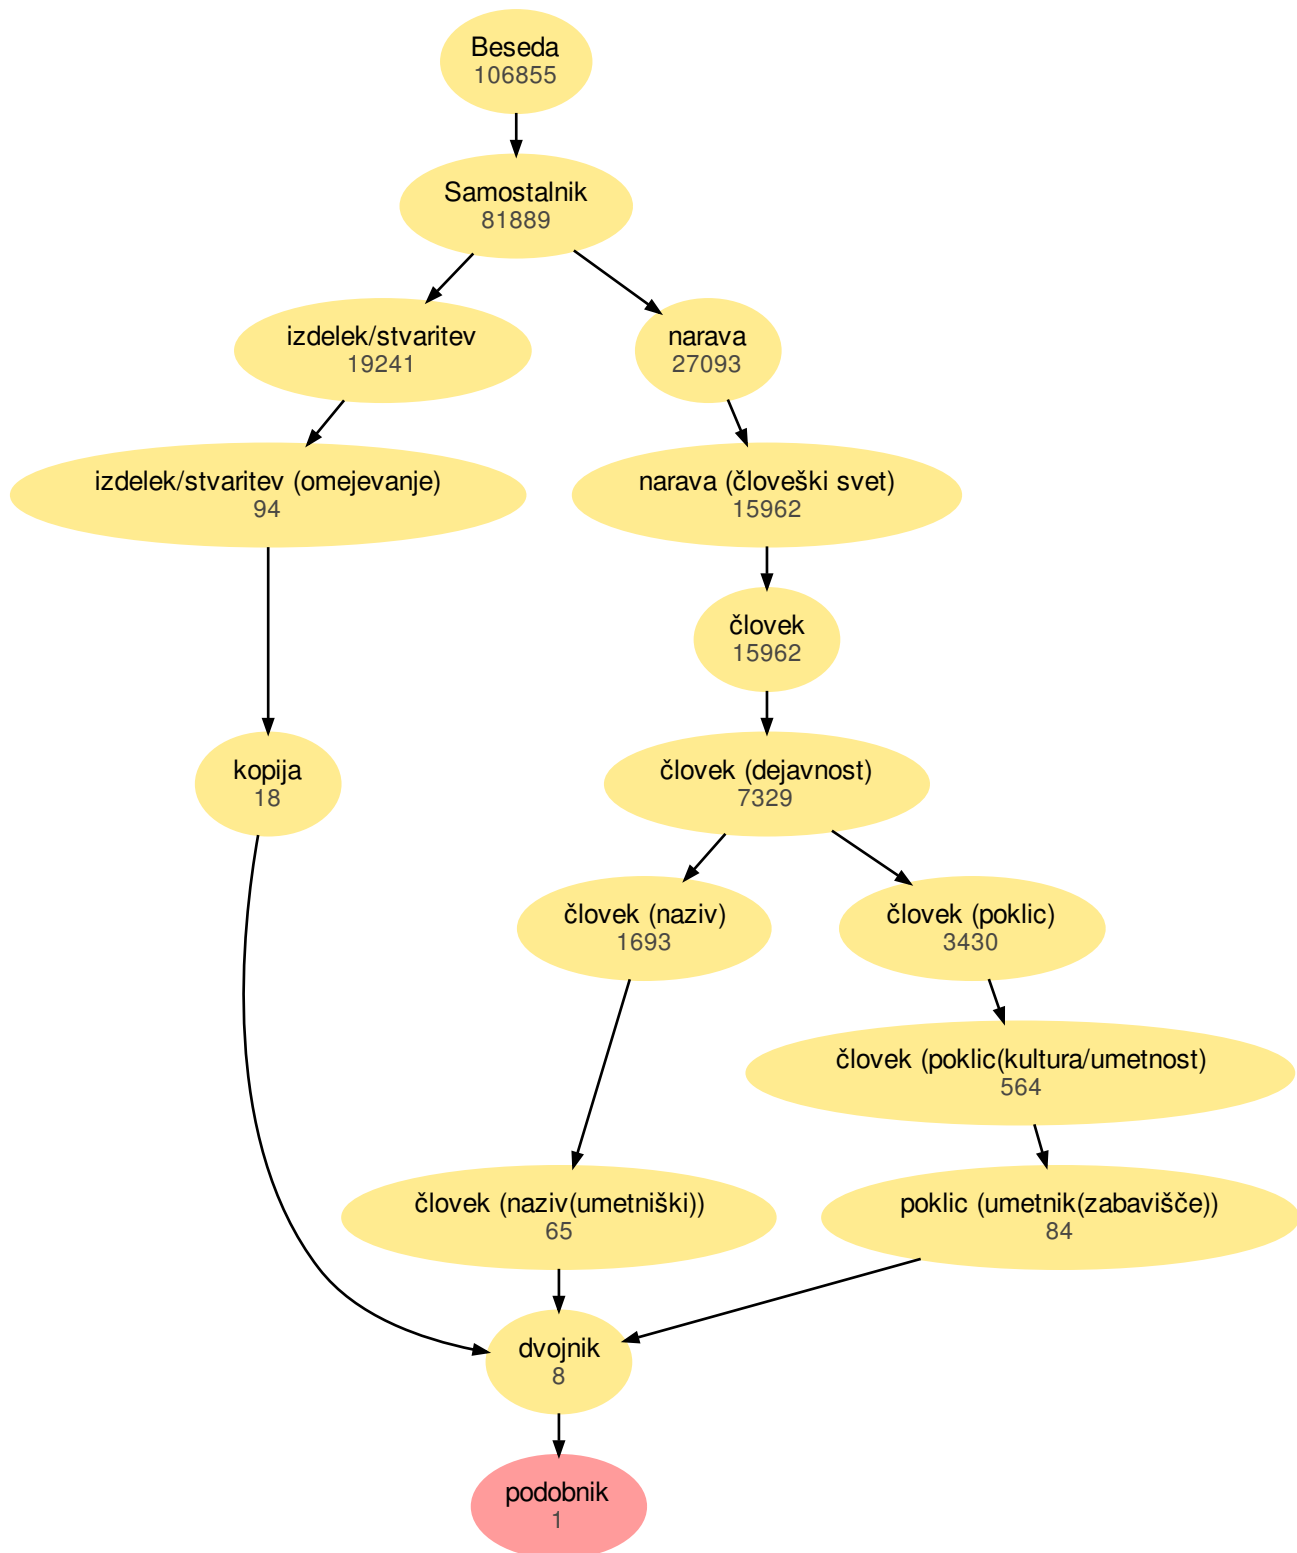 Beseda
106855
Samostalnik
81889
izdelek/stvaritev
19241
narava
27093
izdelek/stvaritev (omejevanje)
94
narava (človeški svet)
15962
človek
15962
kopija
18
človek (dejavnost)
7329
človek (naziv)
1693
človek (poklic)
3430
človek (poklic(kultura/umetnost)
564
človek (naziv(umetniški))
65
poklic (umetnik(zabavišče))
84
dvojnik
8
podobnik
1